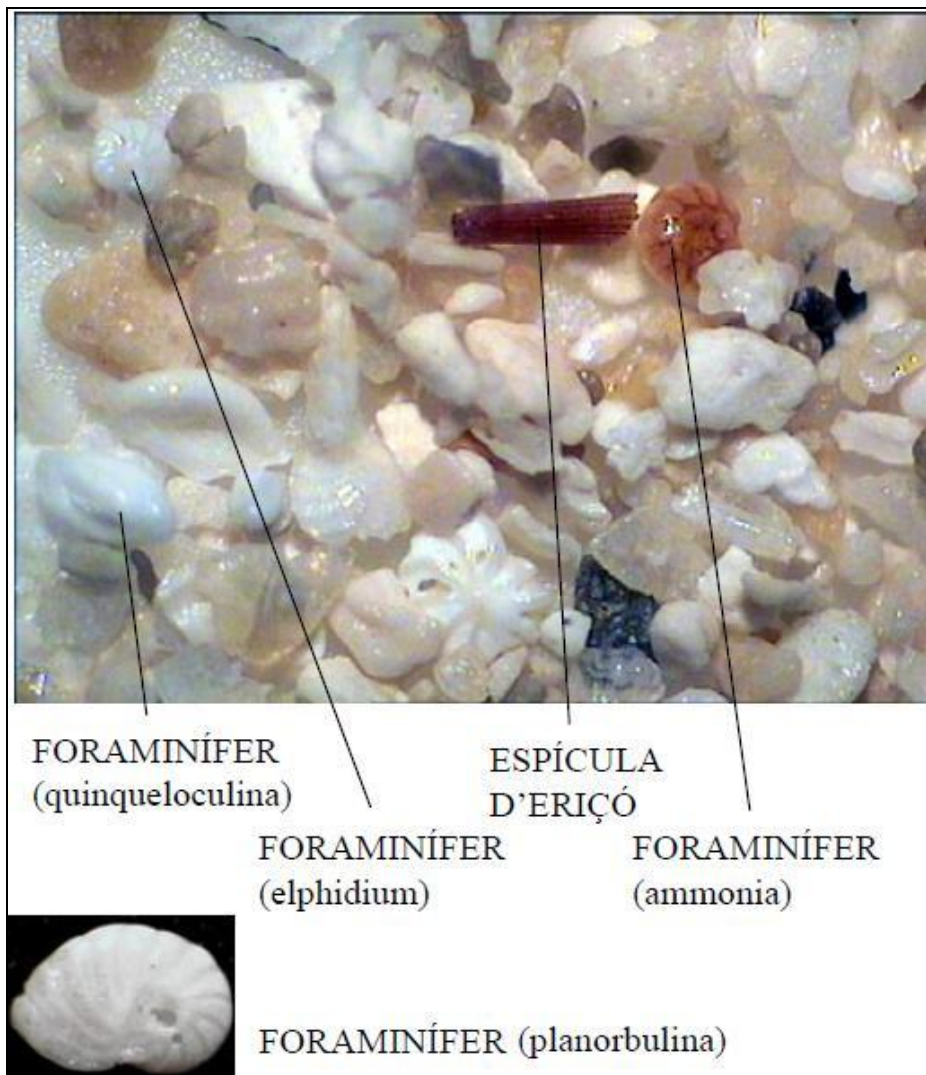 FORAMINÍFER
(quinqueloculina)
ESPÍCULA
D’ERIÇÓ
FORAMINÍFER
(elphidium)
FORAMINÍFER
(ammonia)
FORAMINÍFER (planorbulina)